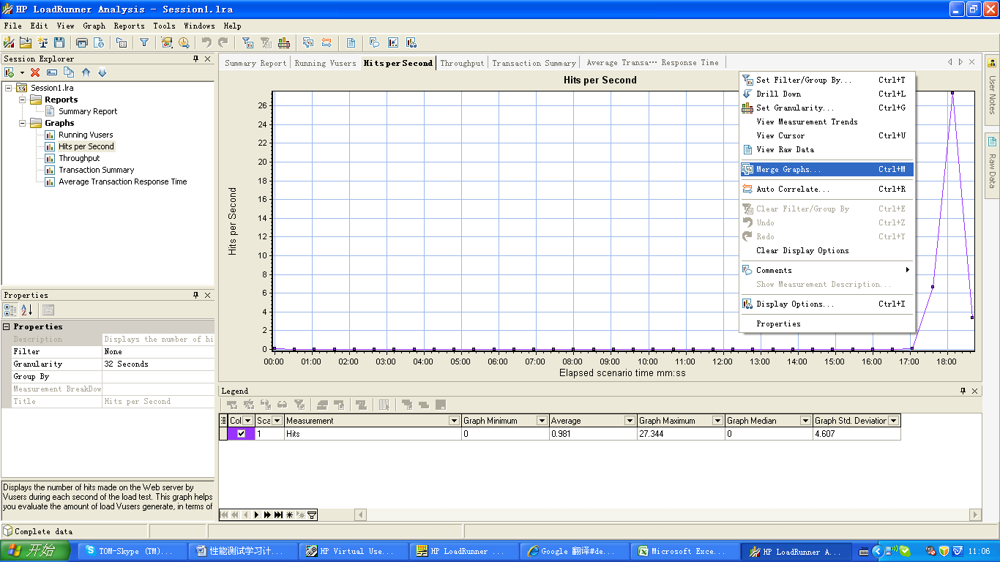 HP LoadRunner Analysis - Session1.lra
File Edit View Graph Reports Tools Windows Help
Session Explorer
Session1.lra
Reports
Summary Report
Graphs
Running Vusers
Hits per Second
Throughput
Transaction Summary
Average Transaction Response Time
Properties
Properties
Description Displays the number of hi
Filter None
Granularity 32 Seconds
Group By
Measurement BreakDow
Title Hits per Second
Displays the number of hits made on the Web server by
Vusers during each second of the load test. This graph helps
you evaluate the amount of load Vusers generate, in terms of
Summary Report Running Vusers Hits per Second Throughput Transaction Summary Average Transa… Response Time
Hits per Second
Hits per Second
26
24
22
20
18
16
14
12
10
8
6
4
2
0
00:00 01:00 02:00 03:00 04:00 05:00 06:00 07:00 08:00 09:00 10:00 11:00 12:00 13:00 14:00 15:00 16:00 17:00 18:00
Elapsed scenario time mm:ss
Set Filter/Group By... Ctrl+T
Drill Down Ctrl+L
Set Granularity... Ctrl+G
View Measurement Trends
View Cursor Ctrl+U
View Raw Data
Merge Graphs... Ctrl+M
Auto Correlate... Ctrl+R
Clear Filter/Group By Ctrl+E
Undo Ctrl+Z
Redo Ctrl+Y
Clear Display Options
Comments
Show Measurement Description...
Display Options... Ctrl+I
Properties
User Notes
Raw Data
Legend
Col Sca Measurement Graph Minimum Average Graph Maximum Graph Median Graph Std. Deviation
1 Hits 0 0.981 27.344 0 4.607
Complete data
开始 TOM-Skype (TM)... 性能测试学习计... HP Virtual Use... HP LoadRunner ... Google 翻译#de... Microsoft Exce... HP LoadRunner A... 11:06